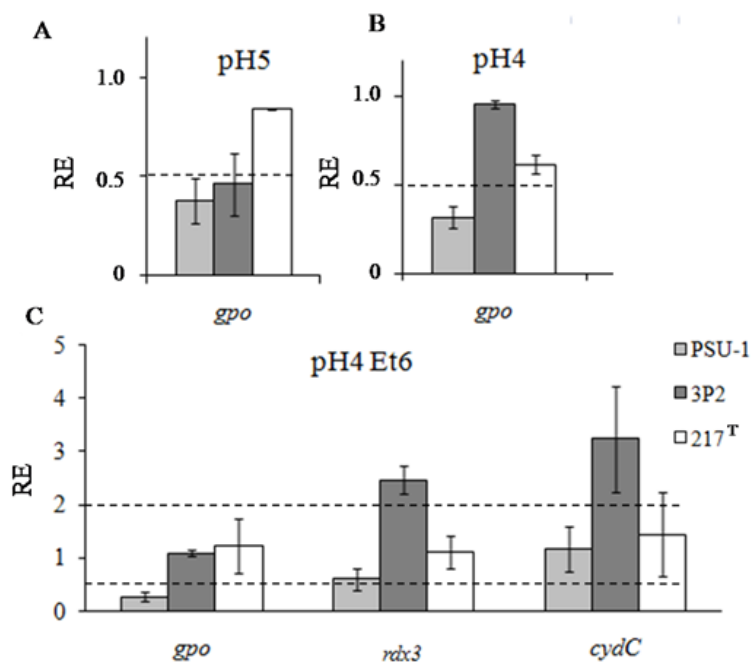 A
pH5
1.0
0.5
0
RE
gpo
B
pH4
1.0
0.5
0
RE
gpo
C
pH4 Et6
5
4
3
2
1
0
RE
gpo rdx3 cydC
PSU-1
3P2
217ᵀ